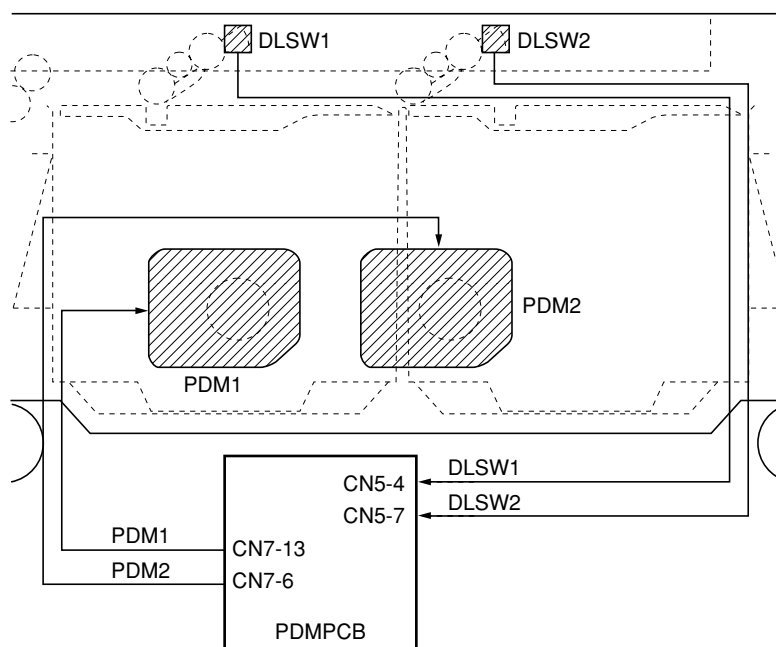 DLSW1
DLSW2
PDM2
PDM1
DLSW1
CN5-4
DLSW2
CN5-7
PDM1
CN7-13
PDM2
CN7-6
PDMPCB